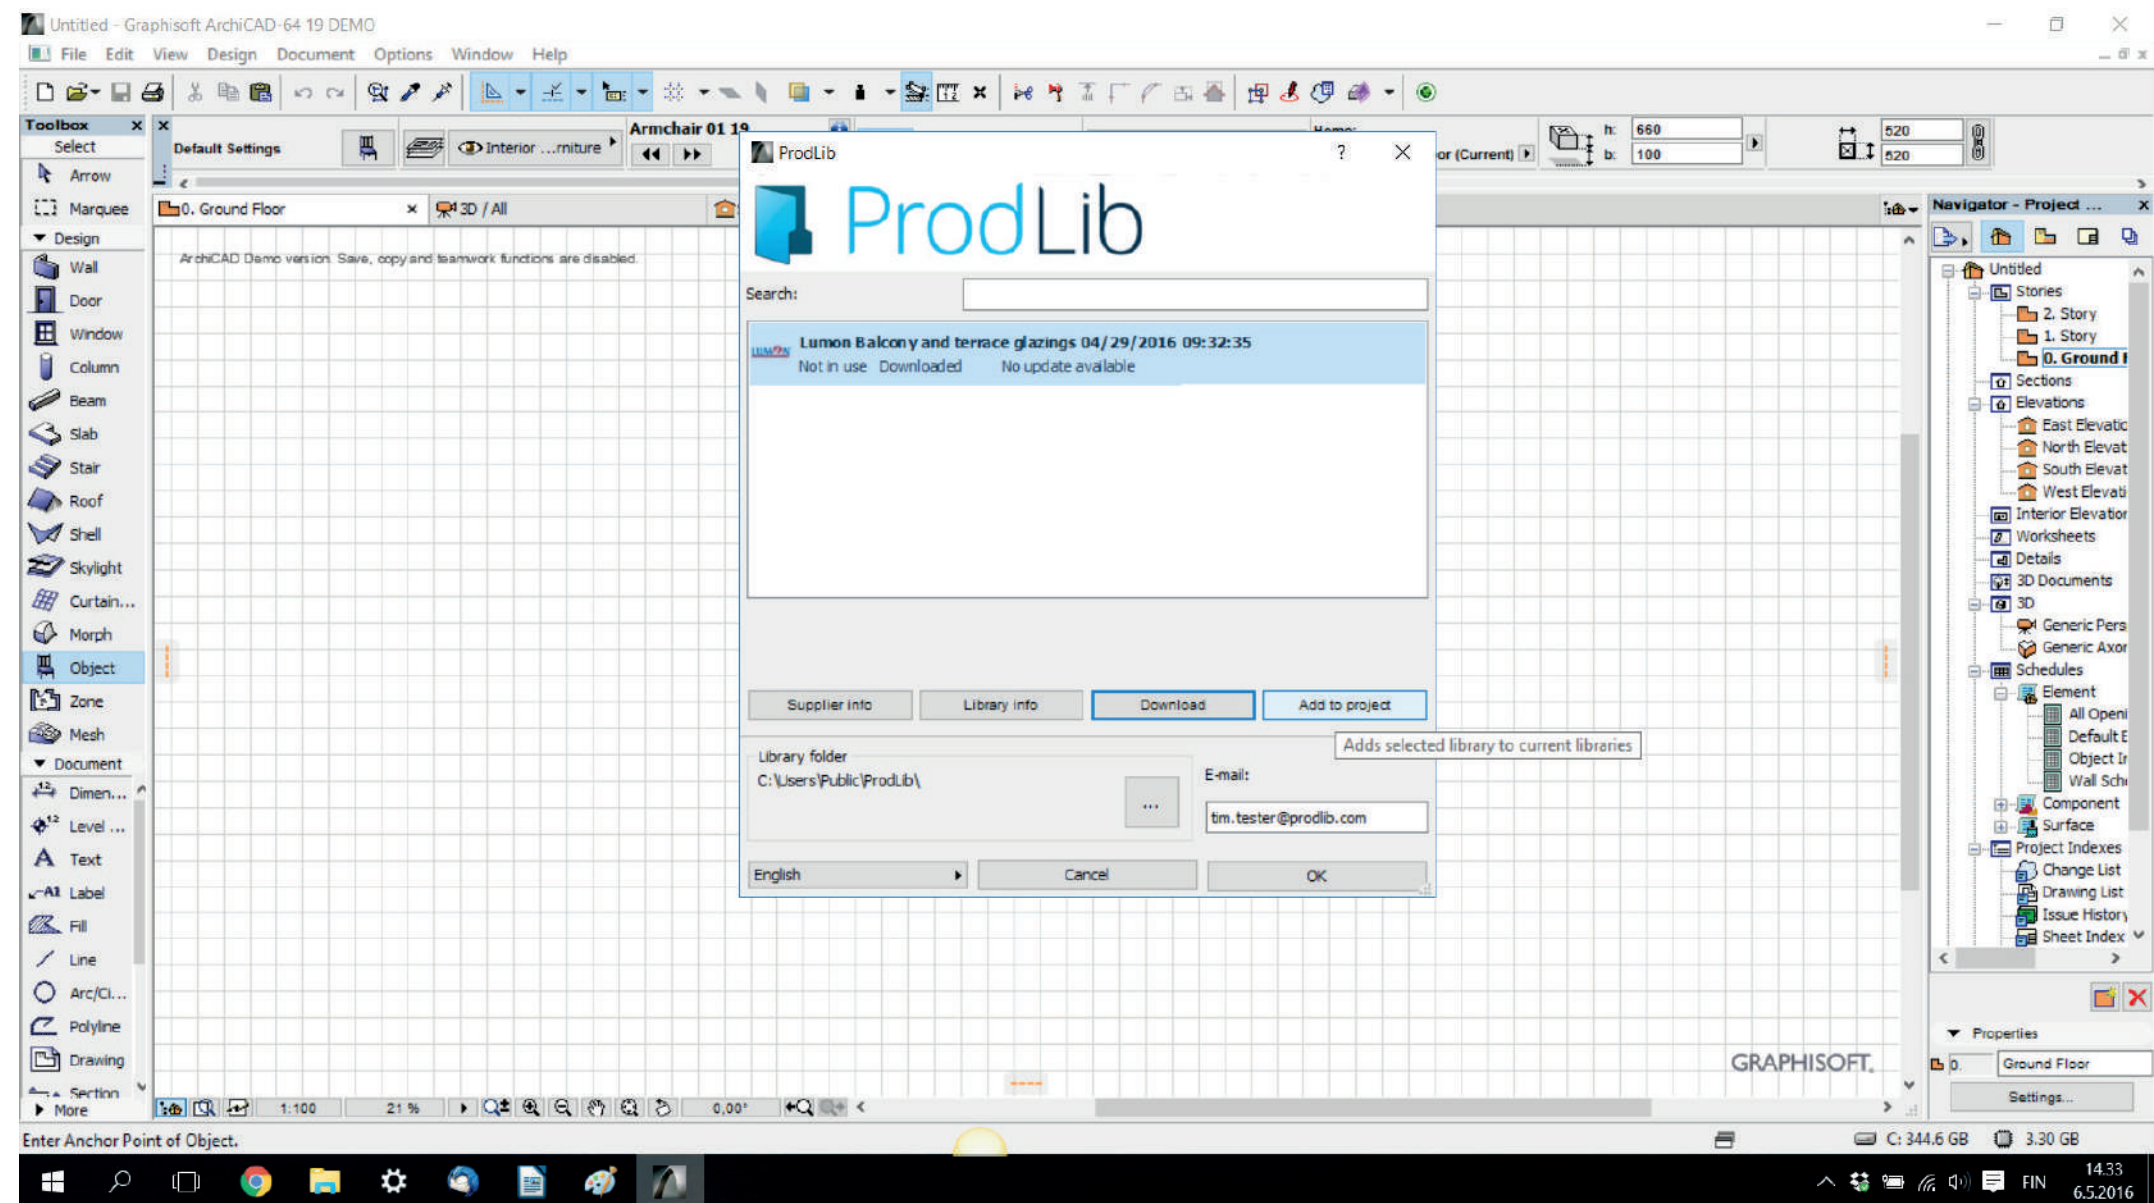 Untitled - Graphisoft ArchiCAD-64 19 DEMO
File Edit View Design Document Options Window Help
Toolbox
Select
Default Settings
Interior ...rniture
Armchair 01 19
or (Current)
h: 660
b: 100
520
520
Arrow
Marquee
Design
Wall
Door
Window
Column
Beam
Slab
Stair
Roof
Shell
Skylight
Curtain...
Morph
Object
Zone
Mesh
Document
Dimen...
Level ...
Text
Label
Fill
Line
Arc/Ci...
Polyline
Drawing
Section
More
0. Ground Floor
3D / All
ArchiCAD Demo version. Save, copy and teamwork functions are disabled.
ProdLib
ProdLib
Search:
LUMON
Lumon Balcony and terrace glazings 04/29/2016 09:32:35
Not in use Downloaded No update available
Supplier info
Library info
Download
Add to project
Adds selected library to current libraries
Library folder
C:\Users\Public\ProdLib\
...
E-mail:
tim.tester@prodlib.com
English
Cancel
OK
GRAPHISOFT.
Navigator - Project ...
Untitled
Stories
2. Story
1. Story
0. Ground F
Sections
Elevations
East Elevatio
North Elevat
South Elevat
West Elevati
Interior Elevation
Worksheets
Details
3D Documents
3D
Generic Pers
Generic Axon
Schedules
Element
All Openi
Default E
Object In
Wall Sche
Component
Surface
Project Indexes
Change List
Drawing List
Issue History
Sheet Index
Properties
0.
Ground Floor
Settings...
1:100
21 %
0,00°
Enter Anchor Point of Object.
C: 344.6 GB
3.30 GB
FIN
14.33
6.5.2016